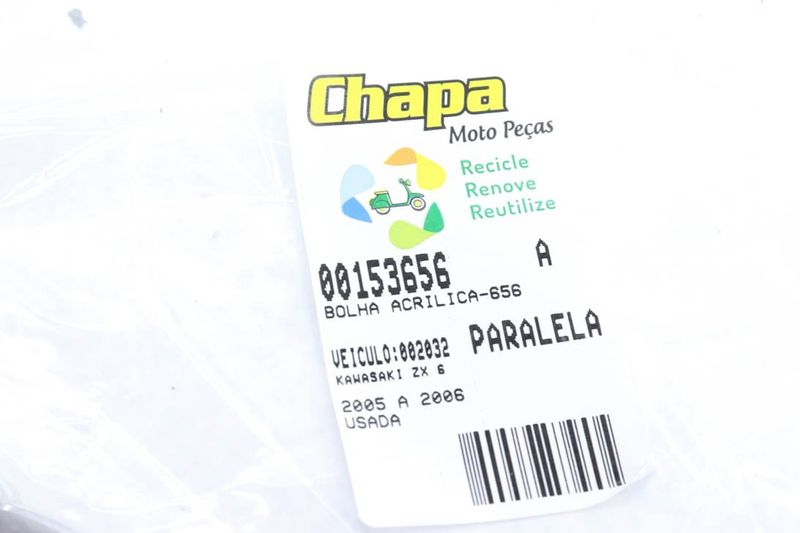 Chapa
Moto Peças
Recicle
Renove
Reutilize
00153656 A
BOLHA ACRILICA-656
VEICULO:002032 PARALELA
KAWASAKI ZX 6
2005 A 2006
USADA